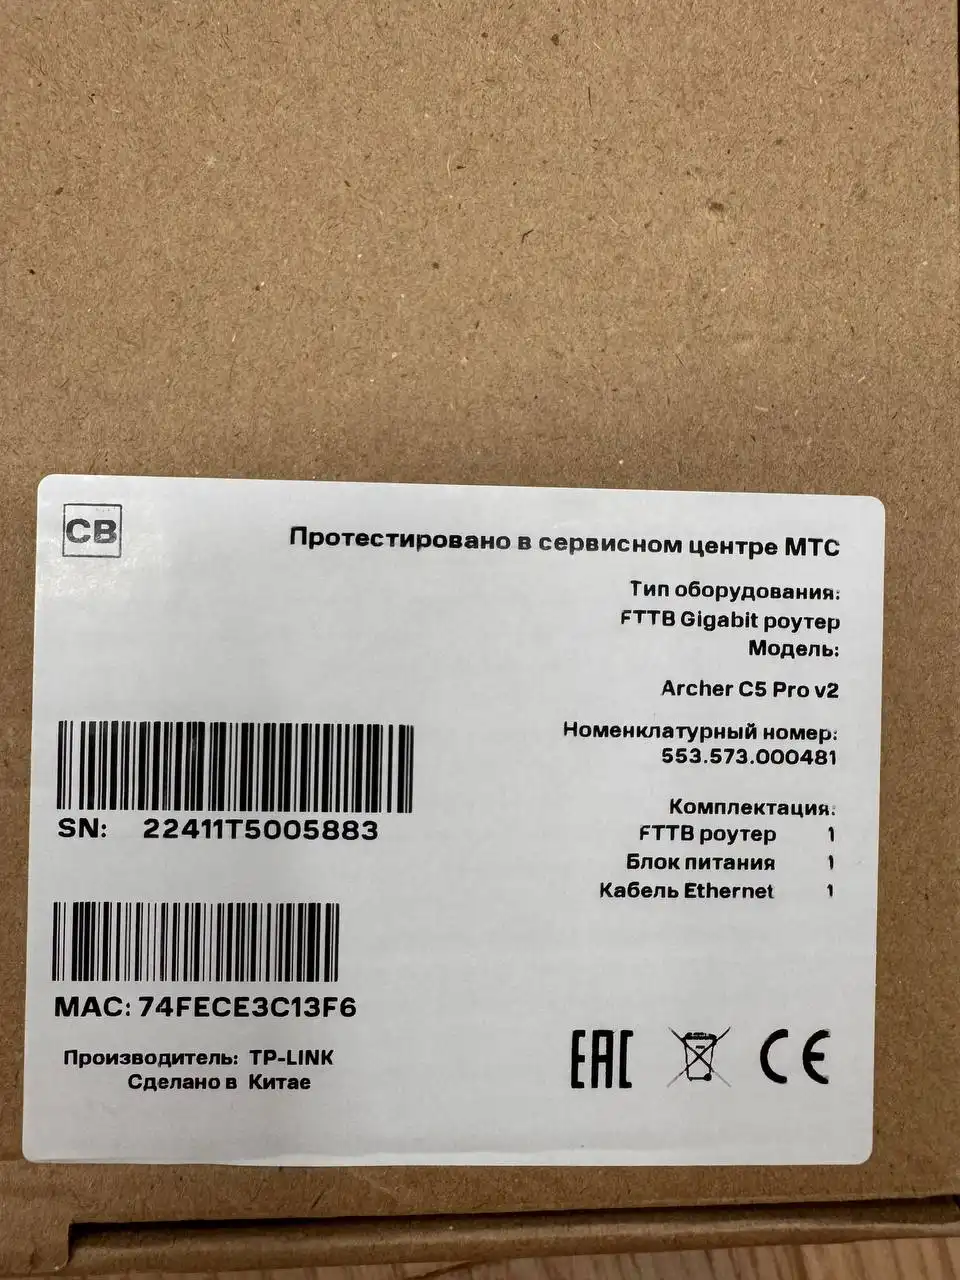 СВ
Протестировано в сервисном центре МТС
Тип оборудования:
FTTB Gigabit роутер
Модель:
Archer C5 Pro v2
Номенклатурный номер:
553.573.000481
Комплектация:
FTTB роутер 1
Блок питания 1
Кабель Ethernet 1
SN: 22411T5005883
MAC: 74FECE3C13F6
Производитель: TP-LINK
Сделано в Китае
EAC
CE